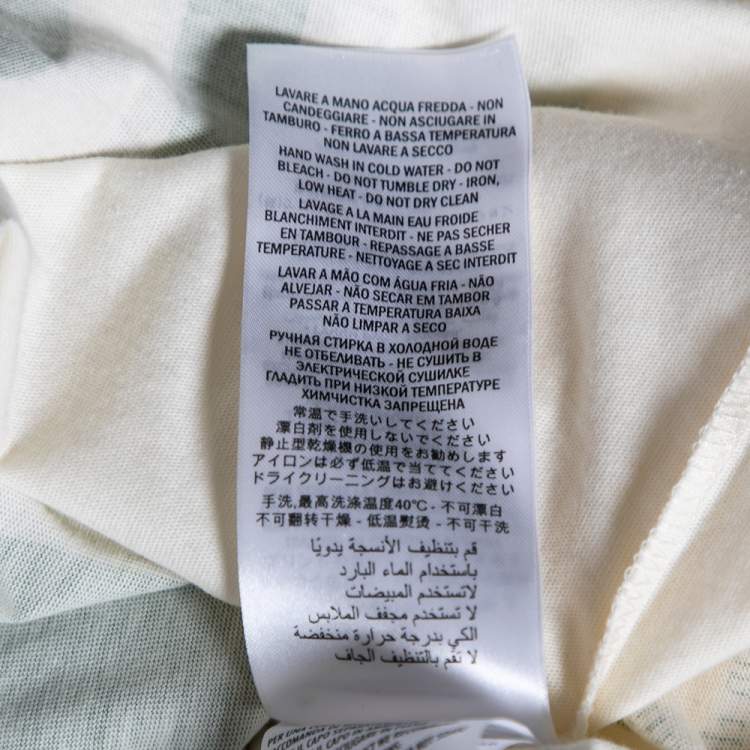 LAVARE A MANO ACQUA FREDDA - NON
CANDEGGIARE - NON ASCIUGARE IN
TAMBURO - FERRO A BASSA TEMPERATURA
NON LAVARE A SECCO
HAND WASH IN COLD WATER - DO NOT
BLEACH - DO NOT TUMBLE DRY - IRON,
LOW HEAT - DO NOT DRY CLEAN
LAVAGE A LA MAIN EAU FROIDE
BLANCHIMENT INTERDIT - NE PAS SECHER
EN TAMBOUR - REPASSAGE A BASSE
TEMPERATURE - NETTOYAGE A SEC INTERDIT
LAVAR A MÃO COM ÁGUA FRIA - NÃO
ALVEJAR - NÃO SECAR EM TAMBOR
PASSAR A TEMPERATURA BAIXA
NÃO LIMPAR A SECO
РУЧНАЯ СТИРКА В ХОЛОДНОЙ ВОДЕ
НЕ ОТБЕЛИВАТЬ - НЕ СУШИТЬ В
ЭЛЕКТРИЧЕСКОЙ СУШИЛКЕ
ГЛАДИТЬ ПРИ НИЗКОЙ ТЕМПЕРАТУРЕ
ХИМЧИСТКА ЗАПРЕЩЕНА
常温で手洗いしてください
漂白剤を使用しないでください
静止型乾燥機の使用をお勧めします
アイロンは必ず低温で当ててください
ドライクリーニングはお避けください
手洗,最高洗涤温度40℃ - 不可漂白
不可翻转干燥 - 低温熨烫 - 不可干洗
قم بتنظيف الأنسجة يدويًا
باستخدام الماء البارد
لاتستخدم المبيضات
لا تستخدم مجفف الملابس
الكي بدرجة حرارة منخفضة
لا تقم بالتنظيف الجاف